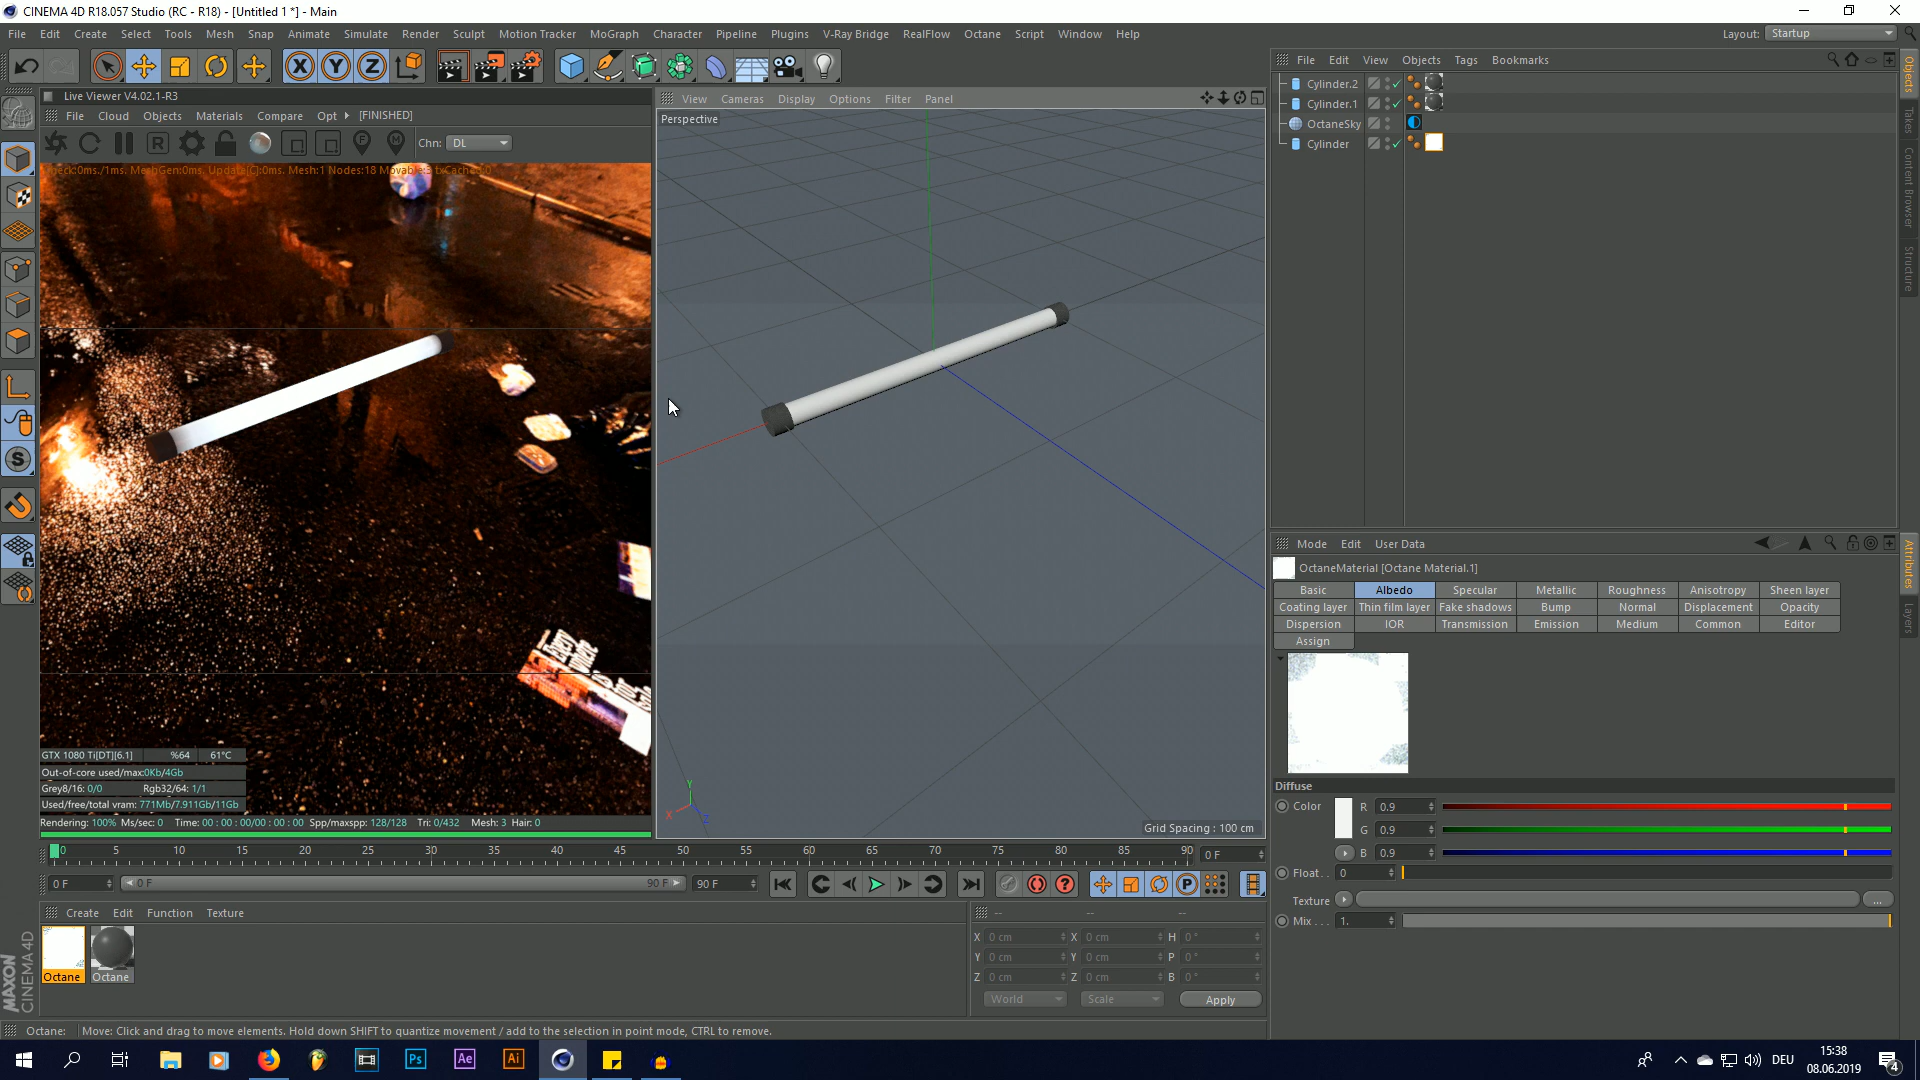 CINEMA 4D R18.057 Studio (RC - R18) - [Untitled 1 *] - Main
File Edit Create Select Tools Mesh Snap Animate Simulate Render Sculpt Motion Tracker MoGraph Character Pipeline Plugins V-Ray Bridge RealFlow Octane Script Window Help
Layout: Startup
X Y Z
File Edit View Objects Tags Bookmarks
Cylinder.2
Cylinder.1
OctaneSky
Cylinder
Objects
Takes
Content Browser
Structure
Live Viewer V4.02.1-R3
File Cloud Objects Materials Compare Opt [FINISHED]
R
Chn: DL
GTX 1080 Ti[DT][6.1] %64 61°C
Out-of-core used/max:0Kb/4Gb
Grey8/16: 0/0 Rgb32/64: 1/1
Used/free/total vram: 771Mb/7.911Gb/11Gb
Rendering: 100% Ms/sec: 0 Time: 00 : 00 : 00/00 : 00 : 00 Spp/maxspp: 128/128 Tri: 0/432 Mesh: 3 Hair: 0
View Cameras Display Options Filter Panel
Perspective
Y
X
Z
Grid Spacing : 100 cm
Mode Edit User Data
OctaneMaterial [Octane Material.1]
Basic Albedo Specular Metallic Roughness Anisotropy Sheen layer
Coating layer Thin film layer Fake shadows Bump Normal Displacement Opacity
Dispersion IOR Transmission Emission Medium Common Editor
Assign
Attributes
Layers
Diffuse
Color R 0.9
G 0.9
B 0.9
Float. . 0
Texture ...
Mix . . . 1.
0 5 10 15 20 25 30 35 40 45 50 55 60 65 70 75 80 85 90 0 F
0 F 0 F 90 F 90 F
P
Create Edit Function Texture
Octane Octane
-- -- --
X 0 cm X 0 cm H 0 °
Y 0 cm Y 0 cm P 0 °
Z 0 cm Z 0 cm B 0 °
World Scale Apply
MAXON
CINEMA 4D
Octane: Move: Click and drag to move elements. Hold down SHIFT to quantize movement / add to the selection in point mode, CTRL to remove.
Ps Ae Ai
DEU
15:38
08.06.2019
4